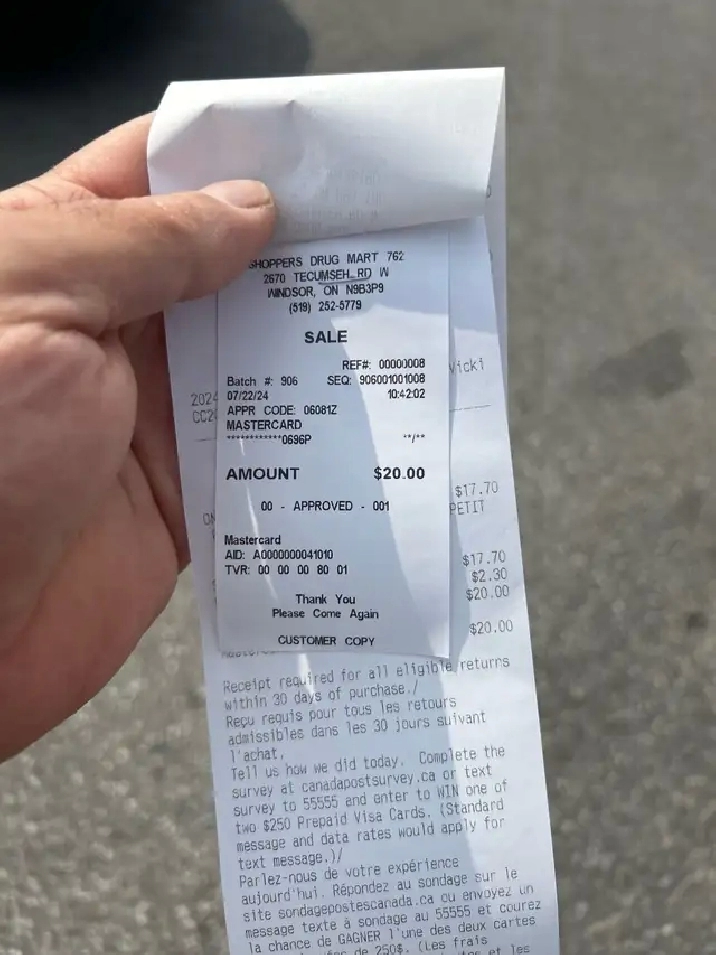 SHOPPERS DRUG MART 762
2670 TECUMSEH RD W
WINDSOR, ON N9B3P9
(519) 252-5779
SALE
REF#: 00000008
Batch #: 906 SEQ: 906001001008
07/22/24 10:42:02
APPR CODE: 06081Z
MASTERCARD
************0696P **/**
AMOUNT $20.00
00 - APPROVED - 001
Mastercard
AID: A0000000041010
TVR: 00 00 00 80 01
Thank You
Please Come Again
CUSTOMER COPY
Vicki
2024
$17.70
PETIT
$17.70
$2.30
$20.00
$20.00
Receipt required for all eligible returns
within 30 days of purchase./
Reçu requis pour tous les retours
admissibles dans les 30 jours suivant
l'achat.
Tell us how we did today. Complete the
survey at canadapostsurvey.ca or text
survey to 55555 and enter to WIN one of
two $250 Prepaid Visa Cards. (Standard
message and data rates would apply for
text message.)/
Parlez-nous de votre expérience
aujourd'hui. Répondez au sondage sur le
site sondagepostescanada.ca ou envoyez un
message texte à sondage au 55555 et courez
la chance de GAGNER l'une des deux cartes
de 250$. (Les frais
et les